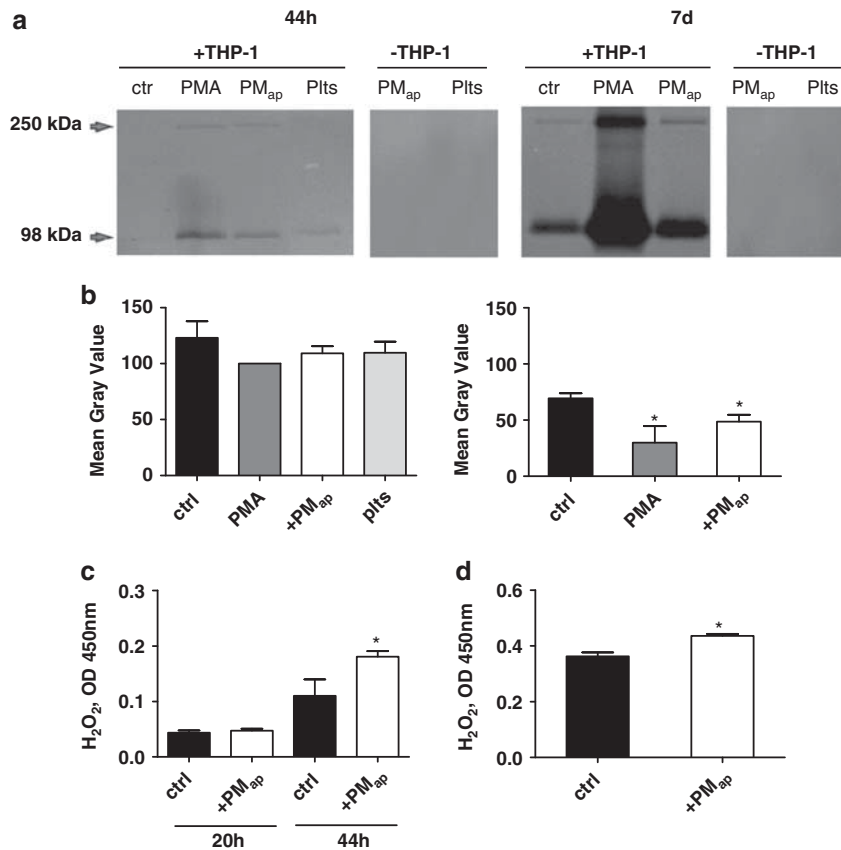 a
44h
7d
+THP-1
-THP-1
+THP-1
-THP-1
ctr PMA PMap Plts
PMap Plts
ctr PMA PMap
PMap Plts
250 kDa
98 kDa
b
Mean Gray Value
150
100
50
0
ctrl
PMA
+PMap
plts
Mean Gray Value
150
100
50
0
*
*
ctrl
PMA
+PMap
c
H2O2, OD 450nm
0.3
0.2
0.1
0.0
*
ctrl
+PMap
ctrl
+PMap
20h
44h
d
H2O2, OD 450nm
0.6
0.4
0.2
0.0
*
ctrl
+PMap